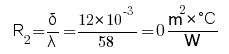 R₂ = δ/λ = 12×10⁻³/58 = 0 m²×°C/W